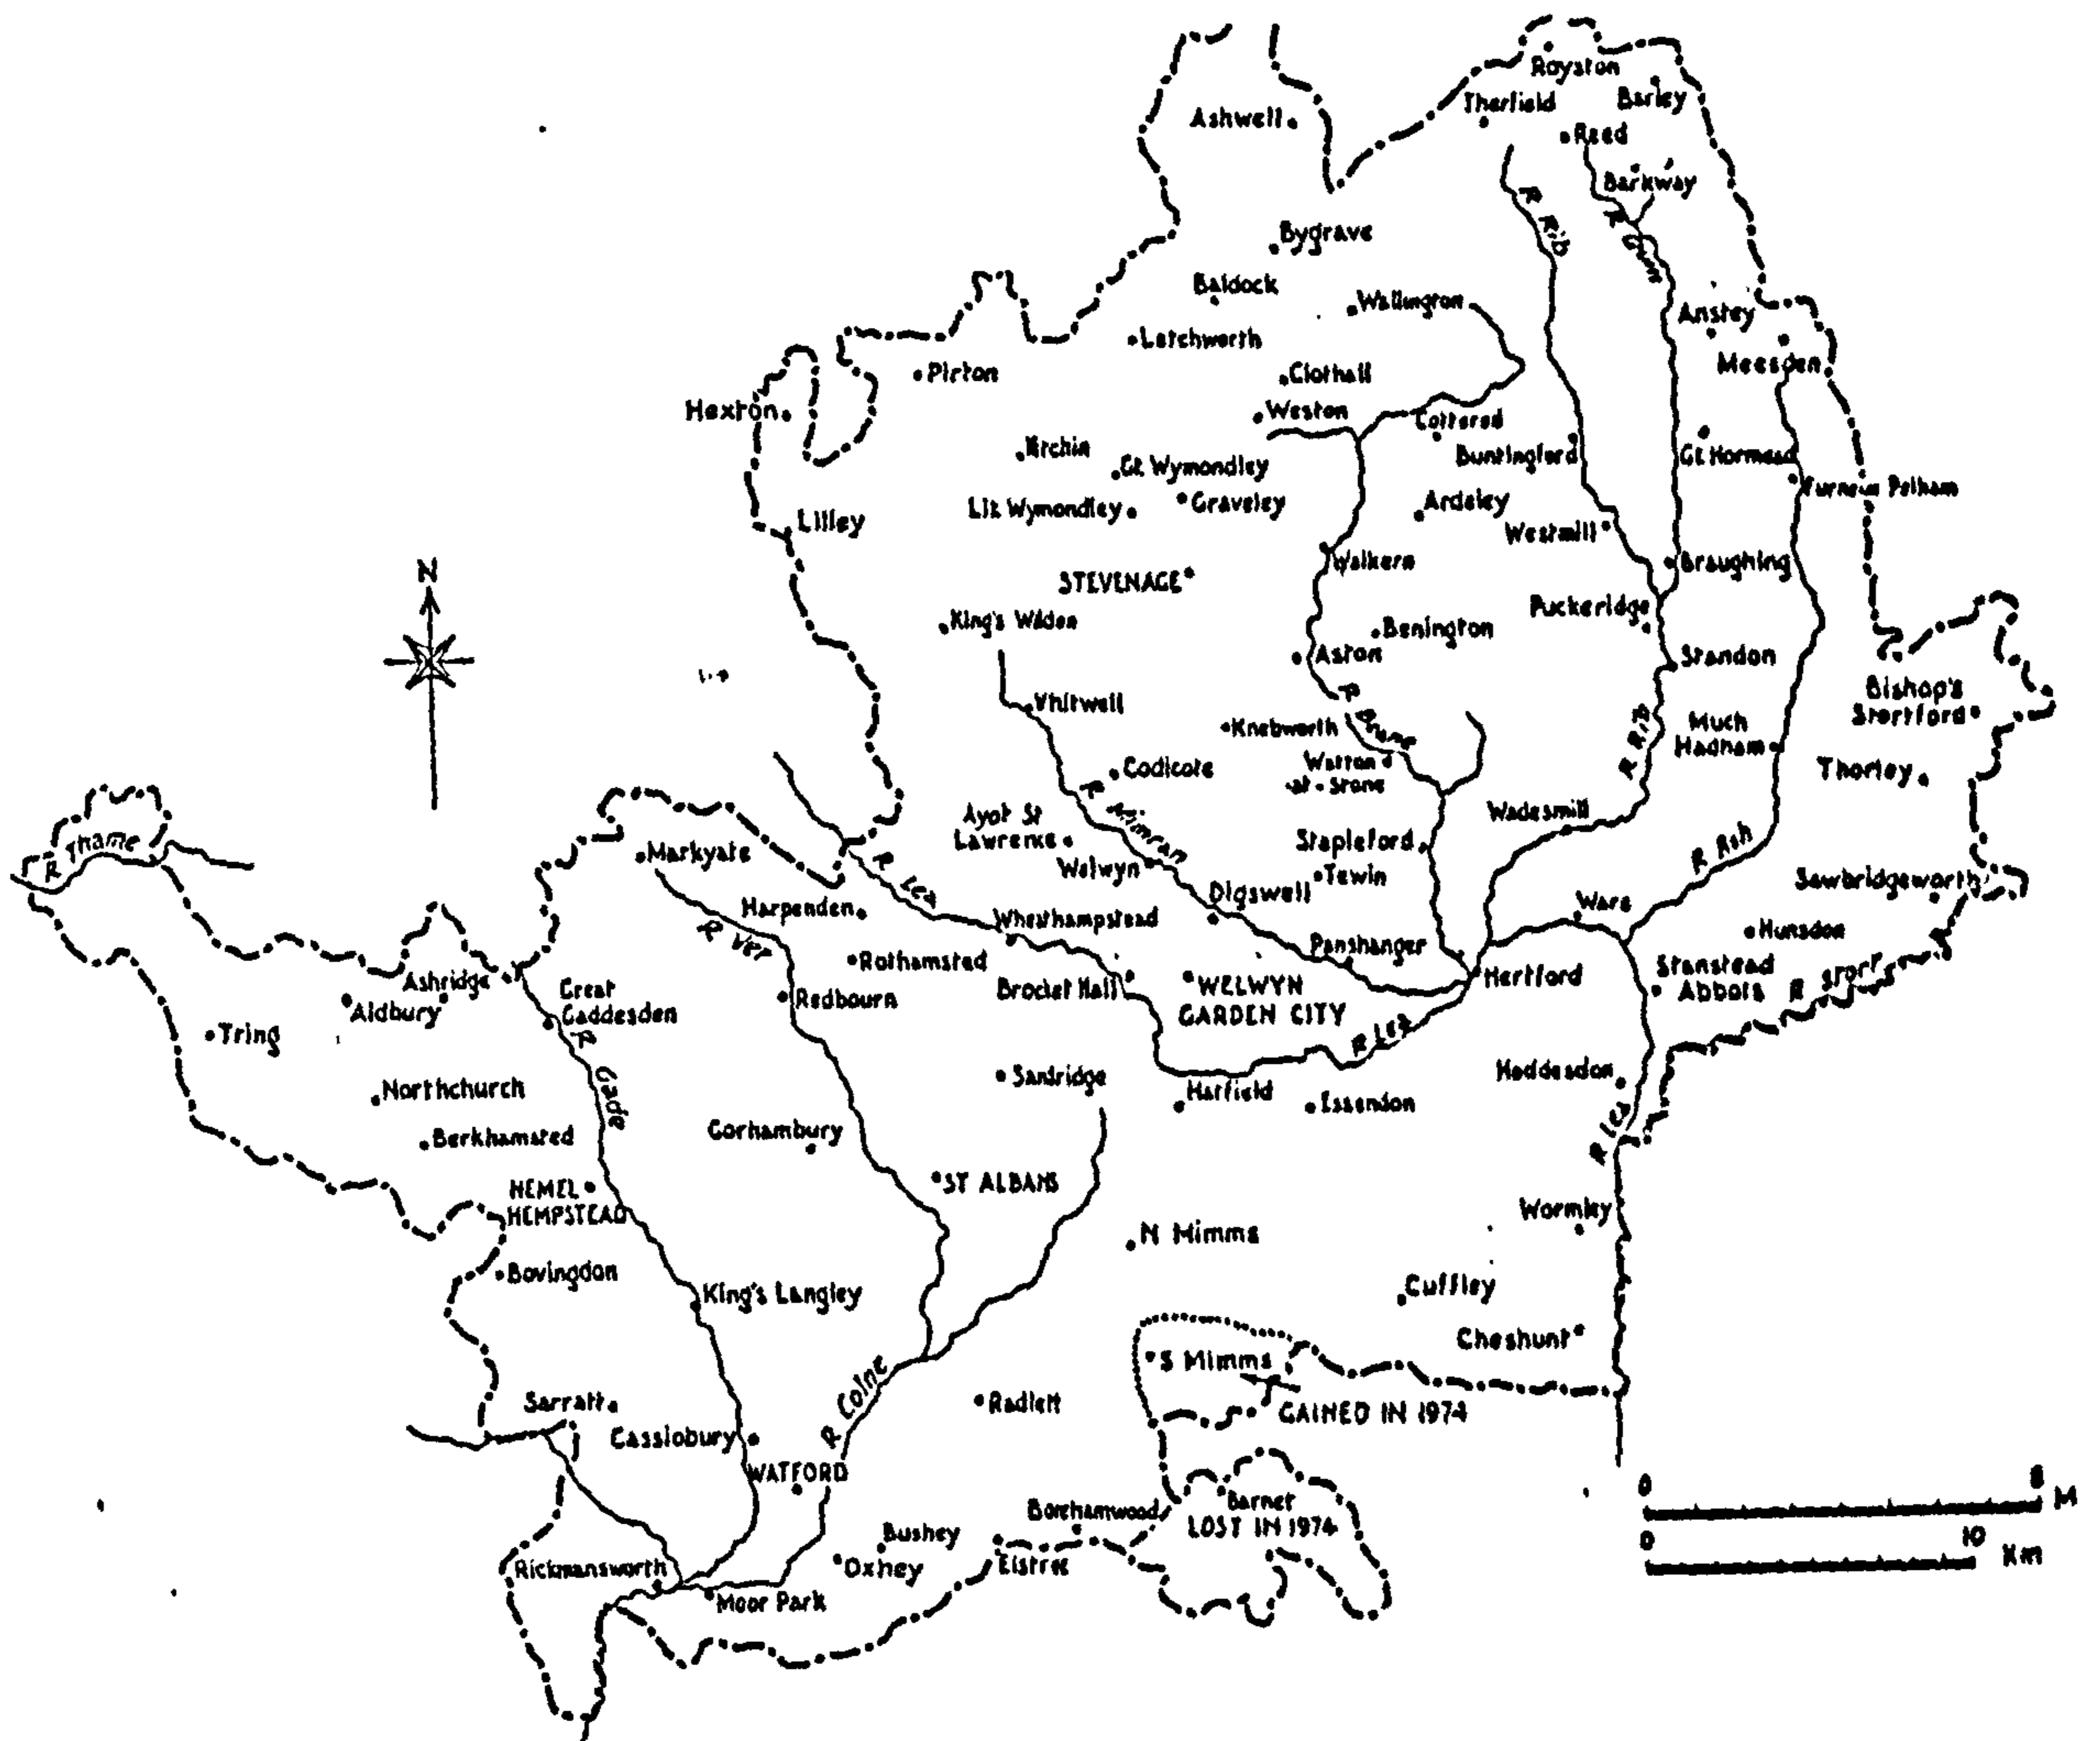 Royston
Therfield
Barley
Ashwell
Reed
Barkway
R Rib
R Quin
Bygrave
Baldock
Wallington
Anstey
Letchworth
Meesden
Pirton
Clothall
Hexton
Weston
Cottered
Hitchin
Gt Wymondley
Buntingford
Gt Hormead
Furneux Pelham
Lit Wymondley
Graveley
Ardeley
Lilley
Westmill
Walkern
Braughing
N
STEVENAGE
Puckeridge
King's Walden
Benington
Aston
Standon
Bishop's
Stortford
Whitwell
Knebworth
R Beane
R Rib
Much
Hadham
Codicote
Watton
-at-Stone
Thorley
R Mimram
Wadesmill
Ayot St
Lawrence
Stapleford
R Thame
Markyate
Welwyn
Tewin
R Ash
R Lea
Digswell
Sawbridgeworth
Harpenden
Wheathampstead
Ware
R Ver
Panshanger
Hunsdon
Rothamsted
Hertford
Stanstead
Abbots
Ashridge
Aldbury
Great
Gaddesden
Redbourn
Brocket Hall
WELWYN
GARDEN CITY
R Stort
Tring
R Gade
R Lea
Hoddesdon
Northchurch
Sandridge
Hatfield
Essendon
Berkhamsted
Gorhambury
R Lea
HEMEL
HEMPSTEAD
ST ALBANS
Wormley
N Mimms
Bovingdon
King's Langley
Cuffley
Cheshunt
S Mimms
R Colne
Sarratt
Radlett
GAINED IN 1974
Cassiobury
WATFORD
Barnet
LOST IN 1974
Borehamwood
0 8 M
0 10 Km
Bushey
Oxhey
Elstree
Rickmansworth
Moor Park